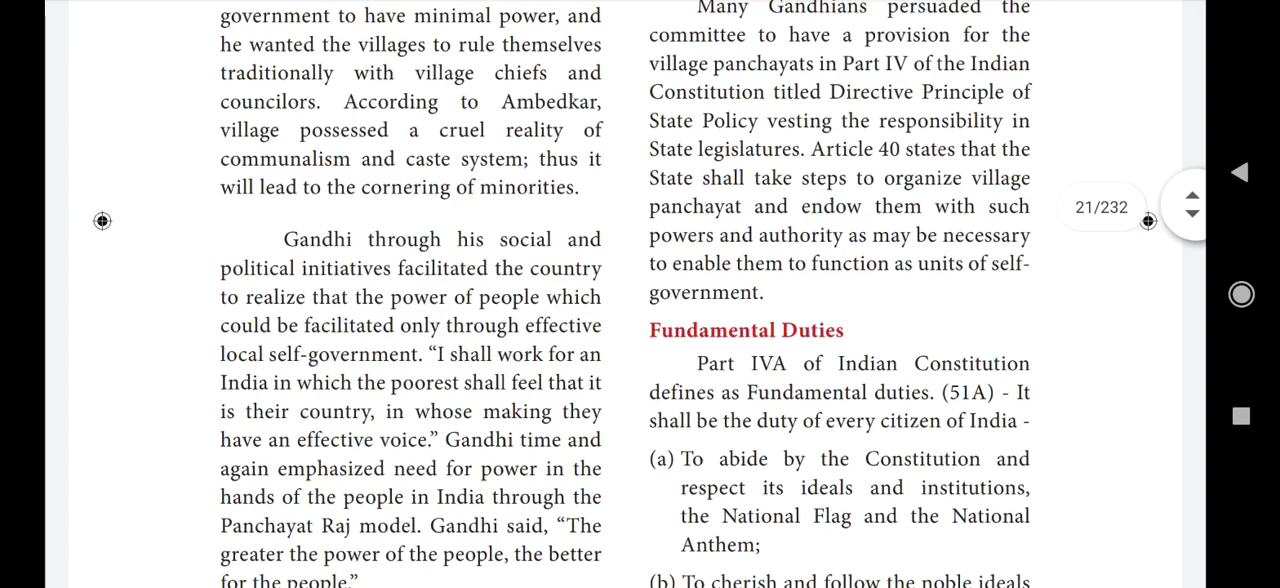 government to have minimal power, and
he wanted the villages to rule themselves
traditionally with village chiefs and
councilors. According to Ambedkar,
village possessed a cruel reality of
communalism and caste system; thus it
will lead to the cornering of minorities.
Gandhi through his social and
political initiatives facilitated the country
to realize that the power of people which
could be facilitated only through effective
local self-government. “I shall work for an
India in which the poorest shall feel that it
is their country, in whose making they
have an effective voice.” Gandhi time and
again emphasized need for power in the
hands of the people in India through the
Panchayat Raj model. Gandhi said, “The
greater the power of the people, the better
for the people.”
Many Gandhians persuaded the
committee to have a provision for the
village panchayats in Part IV of the Indian
Constitution titled Directive Principle of
State Policy vesting the responsibility in
State legislatures. Article 40 states that the
State shall take steps to organize village
panchayat and endow them with such
powers and authority as may be necessary
to enable them to function as units of self-
government.
Fundamental Duties
Part IVA of Indian Constitution
defines as Fundamental duties. (51A) - It
shall be the duty of every citizen of India -
(a) To abide by the Constitution and
respect its ideals and institutions,
the National Flag and the National
Anthem;
(b) To cherish and follow the noble ideals
21/232